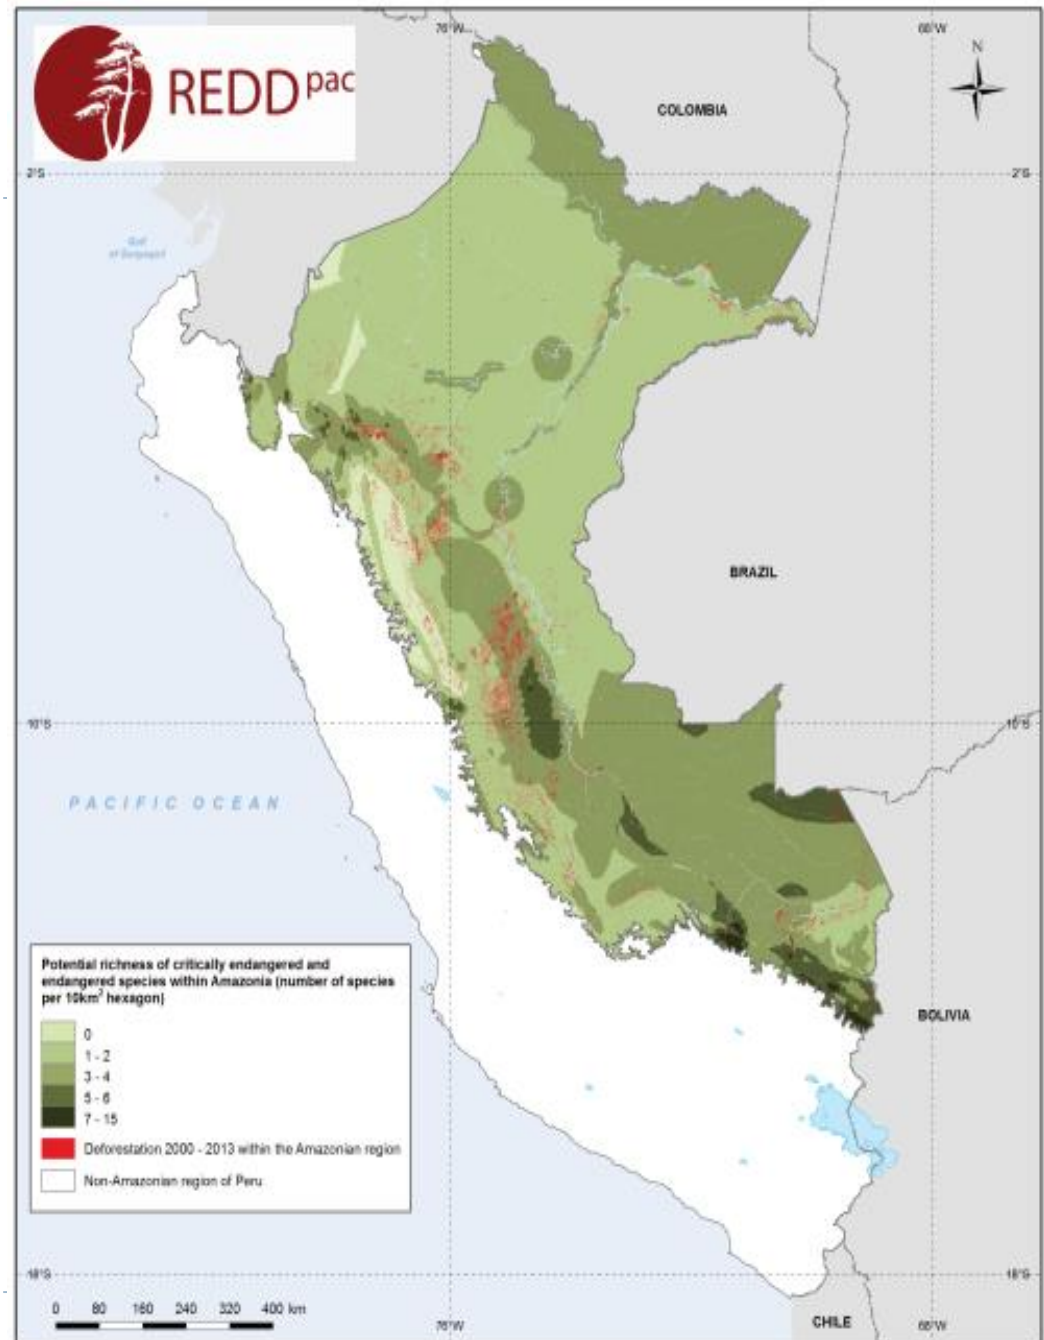 REDD pac
76°W
68°W
N
COLOMBIA
2°S
2°S
Gulf
of Guayaquil
BRAZIL
10°S
10°S
PACIFIC OCEAN
Potential richness of critically endangered and
endangered species within Amazonia (number of species
per 10km² hexagon)
0
1 - 2
3 - 4
5 - 6
7 - 15
Deforestation 2000 - 2013 within the Amazonian region
Non-Amazonian region of Peru
BOLIVIA
18°S
18°S
0 80 160 240 320 400 km
76°W
68°W
CHILE